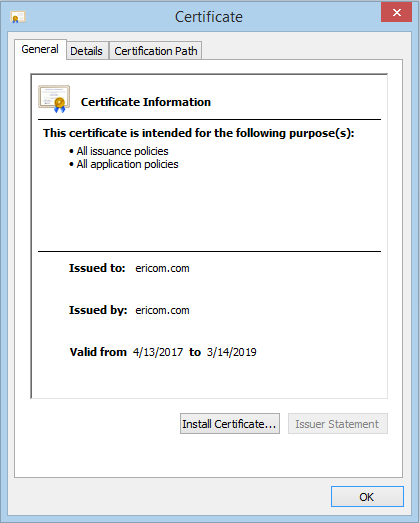 Certificate
General Details Certification Path
Certificate Information
This certificate is intended for the following purpose(s):
• All issuance policies
• All application policies
Issued to: ericom.com
Issued by: ericom.com
Valid from 4/13/2017 to 3/14/2019
Install Certificate... Issuer Statement
OK